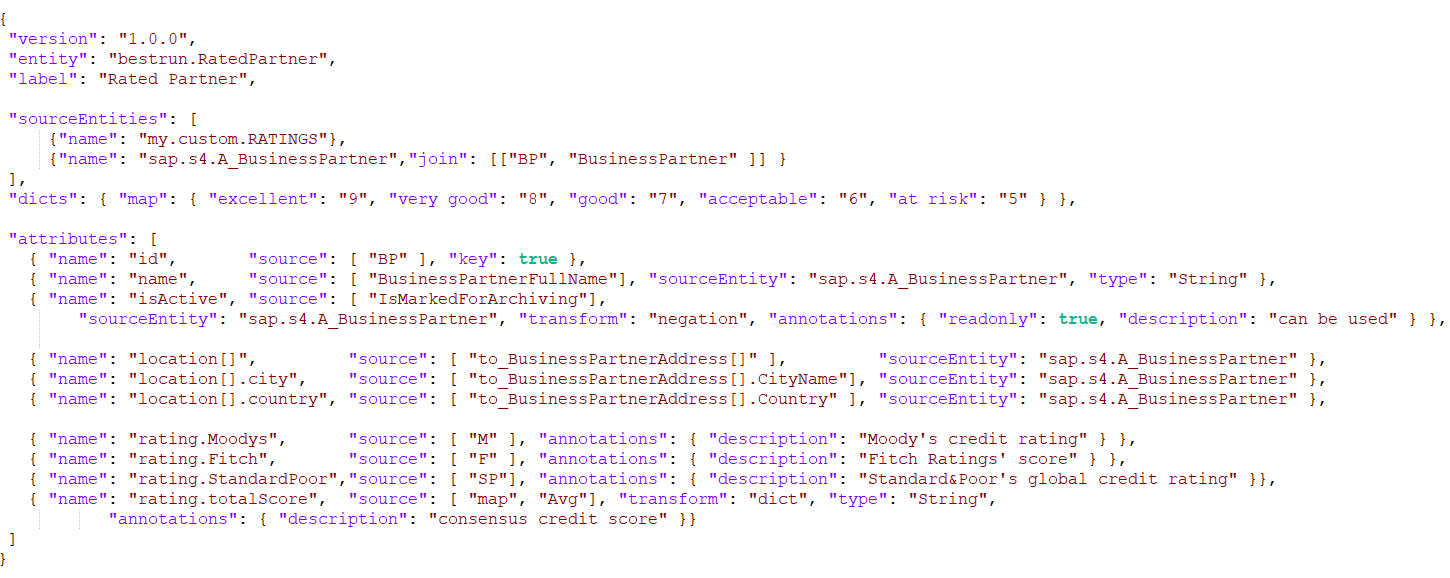 {
"version": "1.0.0",
"entity": "bestrun.RatedPartner",
"label": "Rated Partner",
"sourceEntities": [
{"name": "my.custom.RATINGS"},
{"name": "sap.s4.A_BusinessPartner","join": [["BP", "BusinessPartner" ]] }
],
"dicts": { "map": { "excellent": "9", "very good": "8", "good": "7", "acceptable": "6", "at risk": "5" } },
"attributes": [
{ "name": "id", "source": [ "BP" ], "key": true },
{ "name": "name", "source": [ "BusinessPartnerFullName"], "sourceEntity": "sap.s4.A_BusinessPartner", "type": "String" },
{ "name": "isActive", "source": [ "IsMarkedForArchiving"],
"sourceEntity": "sap.s4.A_BusinessPartner", "transform": "negation", "annotations": { "readonly": true, "description": "can be used" } },
{ "name": "location[]", "source": [ "to_BusinessPartnerAddress[]" ], "sourceEntity": "sap.s4.A_BusinessPartner" },
{ "name": "location[].city", "source": [ "to_BusinessPartnerAddress[].CityName"], "sourceEntity": "sap.s4.A_BusinessPartner" },
{ "name": "location[].country", "source": [ "to_BusinessPartnerAddress[].Country" ], "sourceEntity": "sap.s4.A_BusinessPartner" },
{ "name": "rating.Moodys", "source": [ "M" ], "annotations": { "description": "Moody's credit rating" } },
{ "name": "rating.Fitch", "source": [ "F" ], "annotations": { "description": "Fitch Ratings' score" } },
{ "name": "rating.StandardPoor","source": [ "SP"], "annotations": { "description": "Standard&Poor's global credit rating" }},
{ "name": "rating.totalScore", "source": [ "map", "Avg"], "transform": "dict", "type": "String",
"annotations": { "description": "consensus credit score" }}
]
}